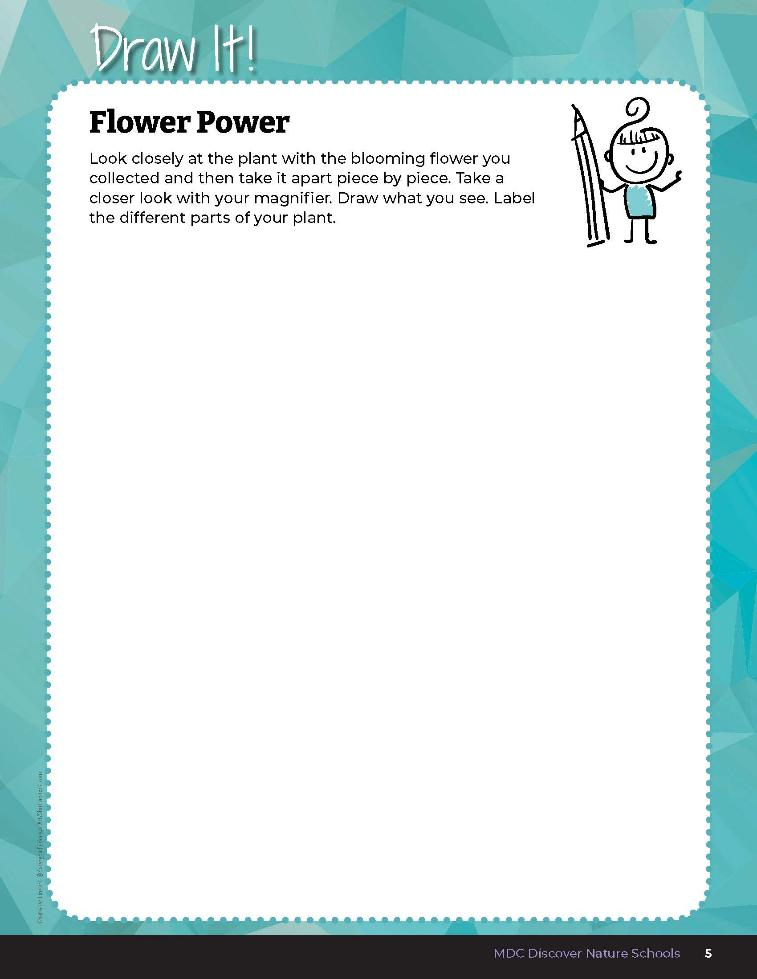 Draw It!
Flower Power
Look closely at the plant with the blooming flower you
collected and then take it apart piece by piece. Take a
closer look with your magnifier. Draw what you see. Label
the different parts of your plant.
MDC Discover Nature Schools 5